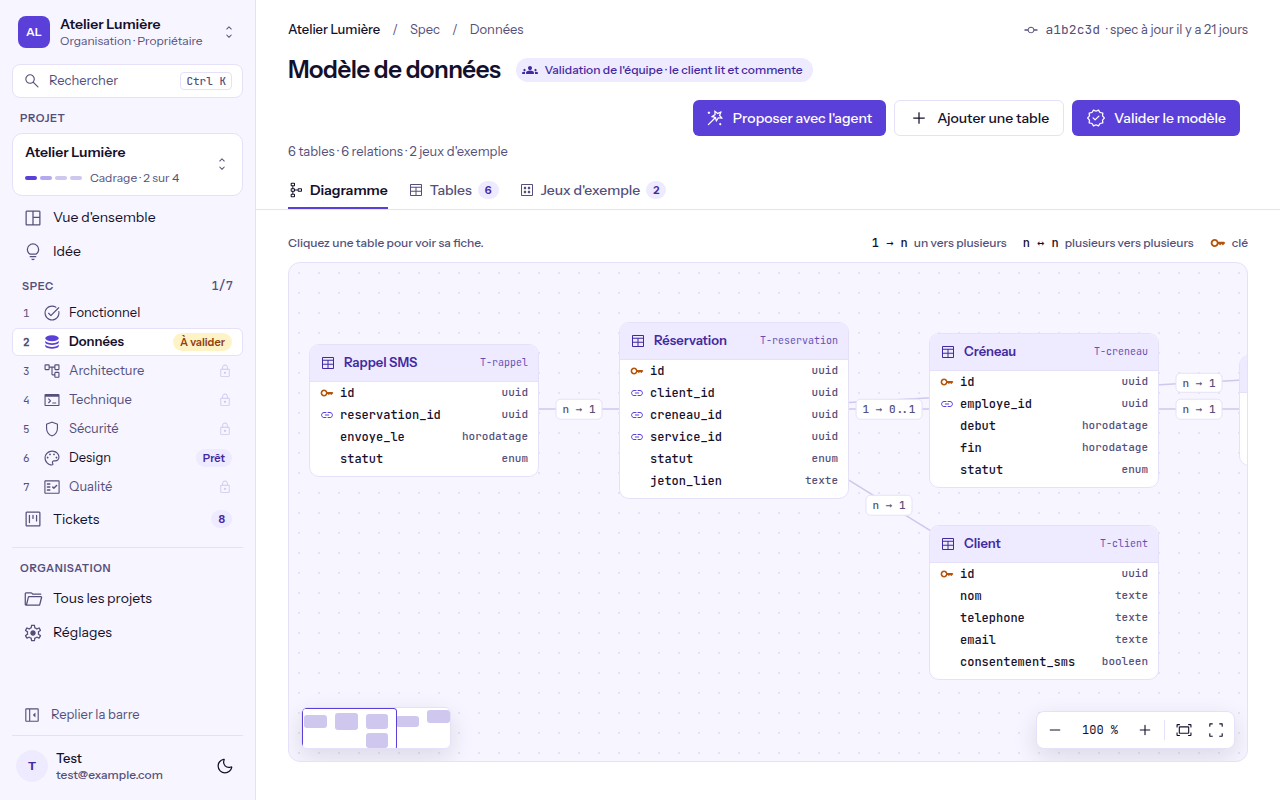 AL
Atelier Lumière
Organisation · Propriétaire
Rechercher
Ctrl K
PROJET
Atelier Lumière
Cadrage · 2 sur 4
Vue d'ensemble
Idée
SPEC
1/7
1 Fonctionnel
2 Données À valider
3 Architecture
4 Technique
5 Sécurité
6 Design Prêt
7 Qualité
Tickets 8
ORGANISATION
Tous les projets
Réglages
Replier la barre
T
Test
test@example.com
Atelier Lumière / Spec / Données
a1b2c3d · spec à jour il y a 21 jours
Modèle de données
Validation de l'équipe · le client lit et commente
Proposer avec l'agent
Ajouter une table
Valider le modèle
6 tables · 6 relations · 2 jeux d'exemple
Diagramme
Tables 6
Jeux d'exemple 2
Cliquez une table pour voir sa fiche.
1 → n un vers plusieurs
n ↔ n plusieurs vers plusieurs
clé
Rappel SMS T-rappel
id uuid
reservation_id uuid
envoye_le horodatage
statut enum
n → 1
Réservation T-reservation
id uuid
client_id uuid
creneau_id uuid
service_id uuid
statut enum
jeton_lien texte
1 → 0..1
n → 1
Créneau T-creneau
id uuid
employe_id uuid
debut horodatage
fin horodatage
statut enum
n → 1
n → 1
Client T-client
id uuid
nom texte
telephone texte
email texte
consentement_sms booleen
100 %